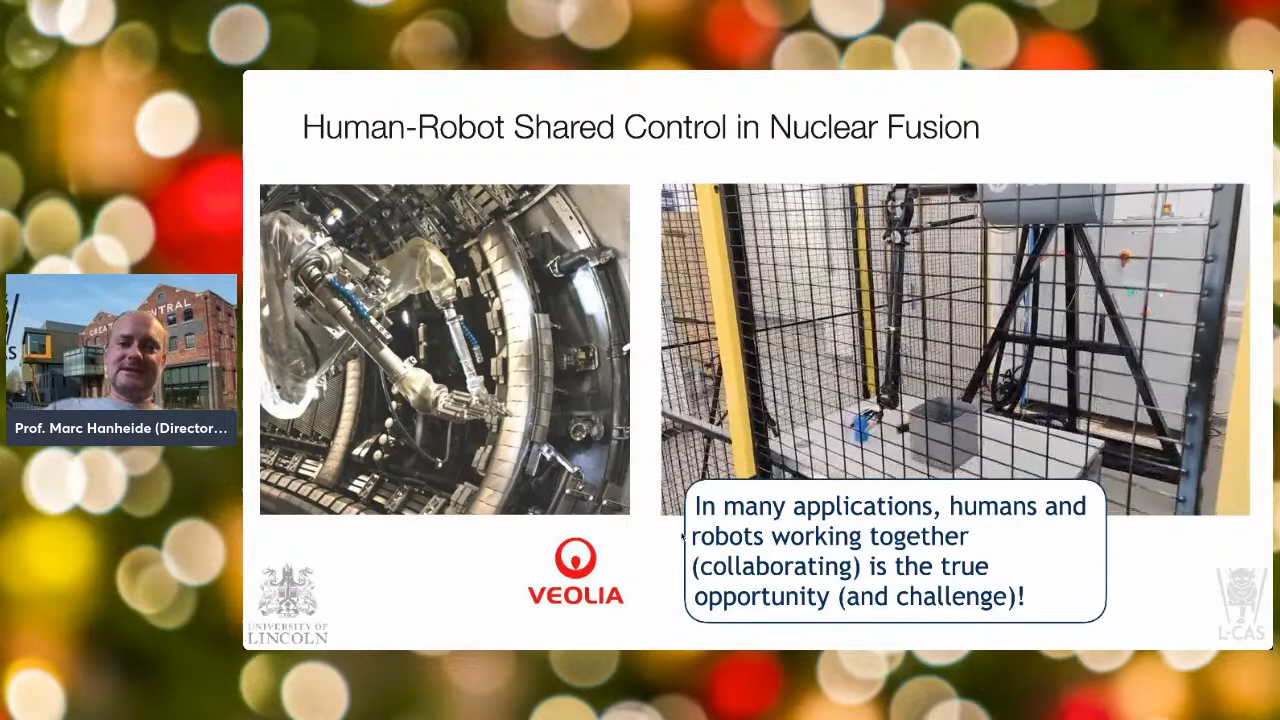 Human-Robot Shared Control in Nuclear Fusion
CENTRAL
Prof. Marc Hanheide (Director...
In many applications, humans and
robots working together
(collaborating) is the true
opportunity (and challenge)!
VEOLIA
UNIVERSITY OF
LINCOLN
L-CAS